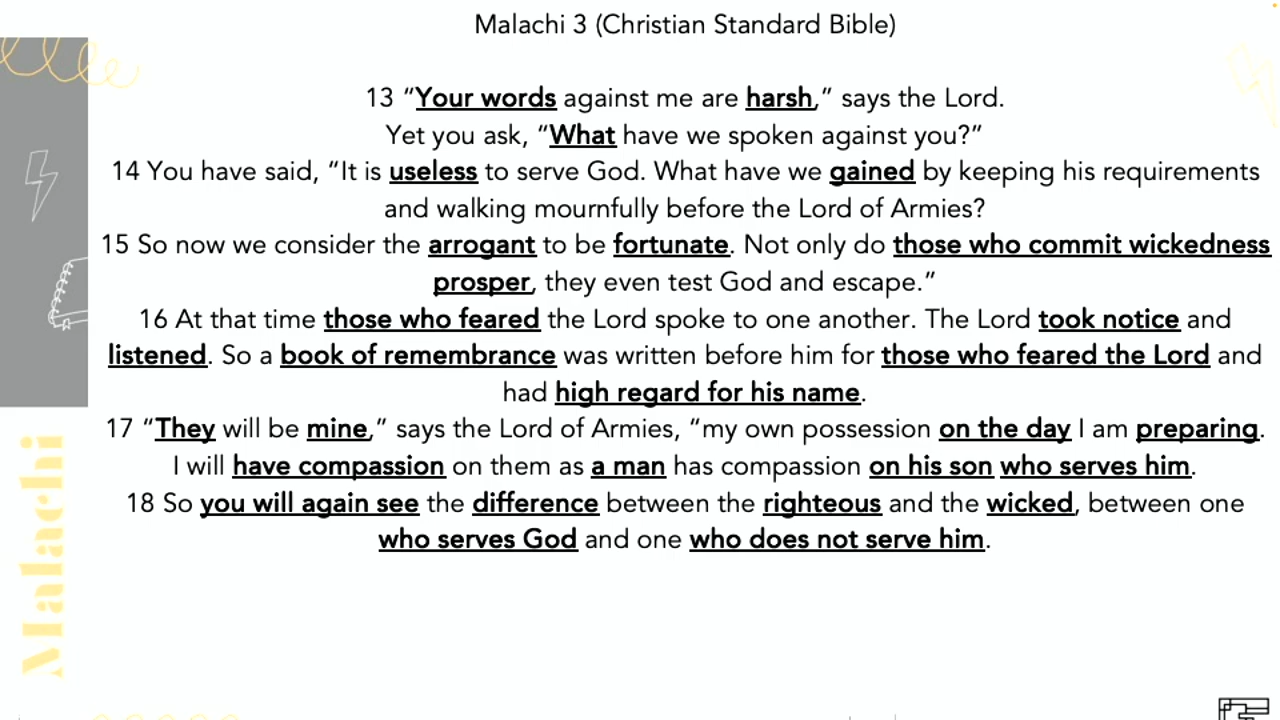 Malachi 3 (Christian Standard Bible)
13 “Your words against me are harsh,” says the Lord.
Yet you ask, “What have we spoken against you?”
14 You have said, “It is useless to serve God. What have we gained by keeping his requirements
and walking mournfully before the Lord of Armies?
15 So now we consider the arrogant to be fortunate. Not only do those who commit wickedness
prosper, they even test God and escape.”
16 At that time those who feared the Lord spoke to one another. The Lord took notice and
listened. So a book of remembrance was written before him for those who feared the Lord and
had high regard for his name.
17 “They will be mine,” says the Lord of Armies, “my own possession on the day I am preparing.
I will have compassion on them as a man has compassion on his son who serves him.
18 So you will again see the difference between the righteous and the wicked, between one
who serves God and one who does not serve him.
Malachi